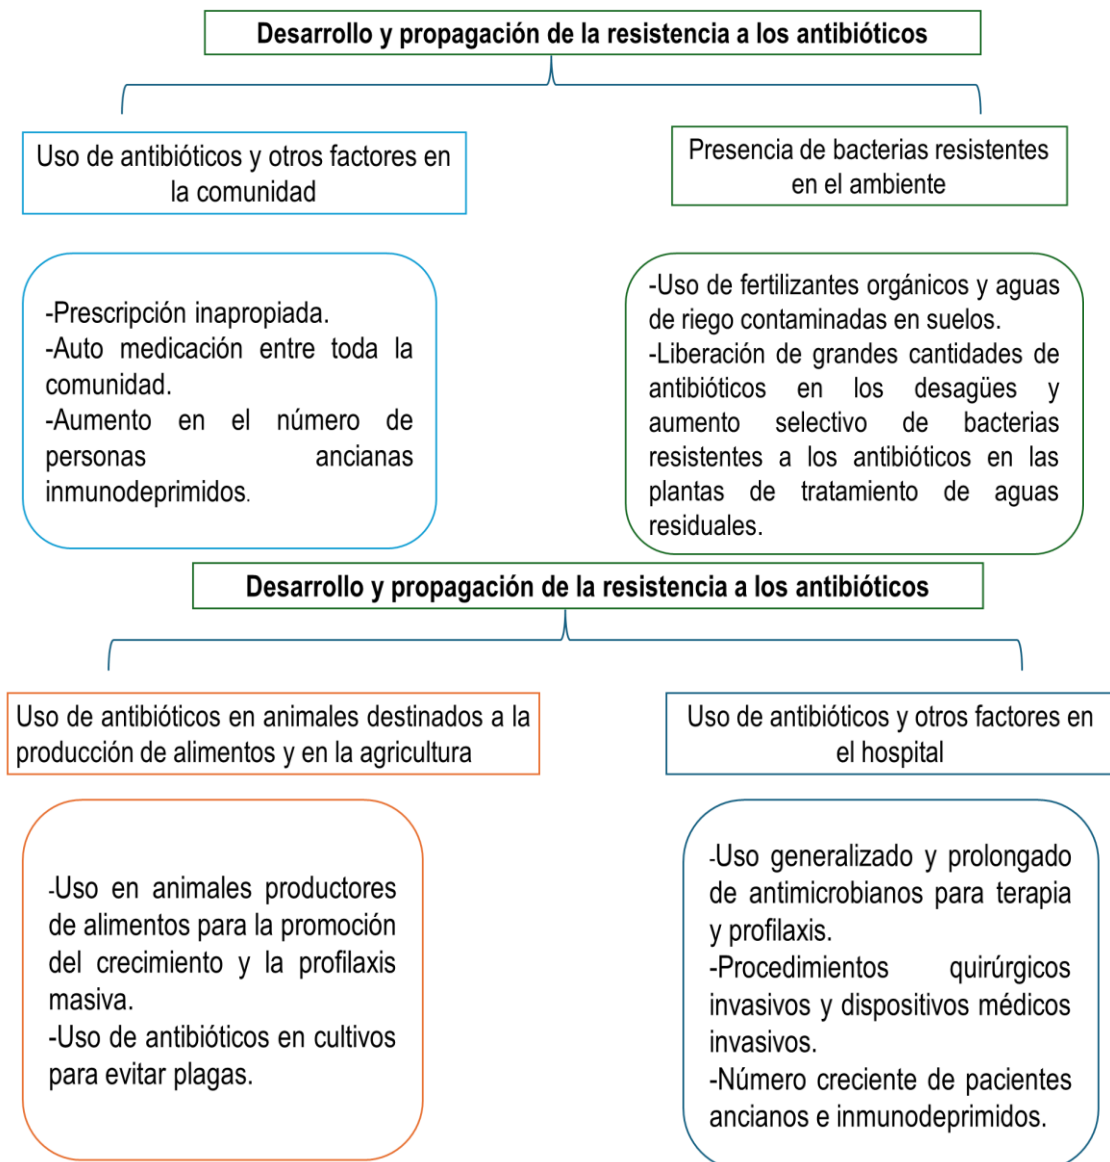 Desarrollo y propagación de la resistencia a los antibióticos
Uso de antibióticos y otros factores en
la comunidad
-Prescripción inapropiada.
-Auto medicación entre toda la
comunidad.
-Aumento en el número de
personas ancianas
inmunodeprimidos.
Presencia de bacterias resistentes
en el ambiente
-Uso de fertilizantes orgánicos y aguas
de riego contaminadas en suelos.
-Liberación de grandes cantidades de
antibióticos en los desagües y
aumento selectivo de bacterias
resistentes a los antibióticos en las
plantas de tratamiento de aguas
residuales.
Desarrollo y propagación de la resistencia a los antibióticos
Uso de antibióticos en animales destinados a la
producción de alimentos y en la agricultura
-Uso en animales productores
de alimentos para la promoción
del crecimiento y la profilaxis
masiva.
-Uso de antibióticos en cultivos
para evitar plagas.
Uso de antibióticos y otros factores en
el hospital
-Uso generalizado y prolongado
de antimicrobianos para terapia
y profilaxis.
-Procedimientos quirúrgicos
invasivos y dispositivos médicos
invasivos.
-Número creciente de pacientes
ancianos e inmunodeprimidos.